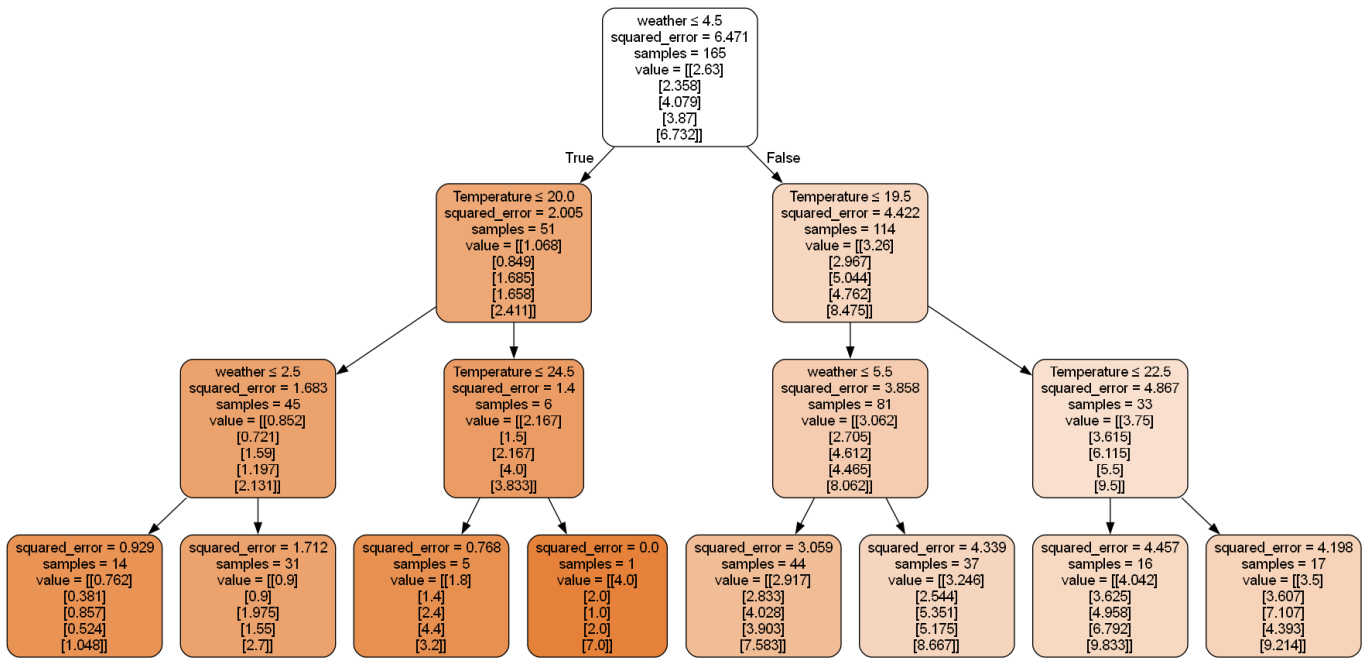 weather ≤ 4.5
squared_error = 6.471
samples = 165
value = [[2.63]
[2.358]
[4.079]
[3.87]
[6.732]]
True
False
Temperature ≤ 20.0
squared_error = 2.005
samples = 51
value = [[1.068]
[0.849]
[1.685]
[1.658]
[2.411]]
Temperature ≤ 19.5
squared_error = 4.422
samples = 114
value = [[3.26]
[2.967]
[5.044]
[4.762]
[8.475]]
weather ≤ 2.5
squared_error = 1.683
samples = 45
value = [[0.852]
[0.721]
[1.59]
[1.197]
[2.131]]
Temperature ≤ 24.5
squared_error = 1.4
samples = 6
value = [[2.167]
[1.5]
[2.167]
[4.0]
[3.833]]
weather ≤ 5.5
squared_error = 3.858
samples = 81
value = [[3.062]
[2.705]
[4.612]
[4.465]
[8.062]]
Temperature ≤ 22.5
squared_error = 4.867
samples = 33
value = [[3.75]
[3.615]
[6.115]
[5.5]
[9.5]]
squared_error = 0.929
samples = 14
value = [[0.762]
[0.381]
[0.857]
[0.524]
[1.048]]
squared_error = 1.712
samples = 31
value = [[0.9]
[0.9]
[1.975]
[1.55]
[2.7]]
squared_error = 0.768
samples = 5
value = [[1.8]
[1.4]
[2.4]
[4.4]
[3.2]]
squared_error = 0.0
samples = 1
value = [[4.0]
[2.0]
[1.0]
[2.0]
[7.0]]
squared_error = 3.059
samples = 44
value = [[2.917]
[2.833]
[4.028]
[3.903]
[7.583]]
squared_error = 4.339
samples = 37
value = [[3.246]
[2.544]
[5.351]
[5.175]
[8.667]]
squared_error = 4.457
samples = 16
value = [[4.042]
[3.625]
[4.958]
[6.792]
[9.833]]
squared_error = 4.198
samples = 17
value = [[3.5]
[3.607]
[7.107]
[4.393]
[9.214]]